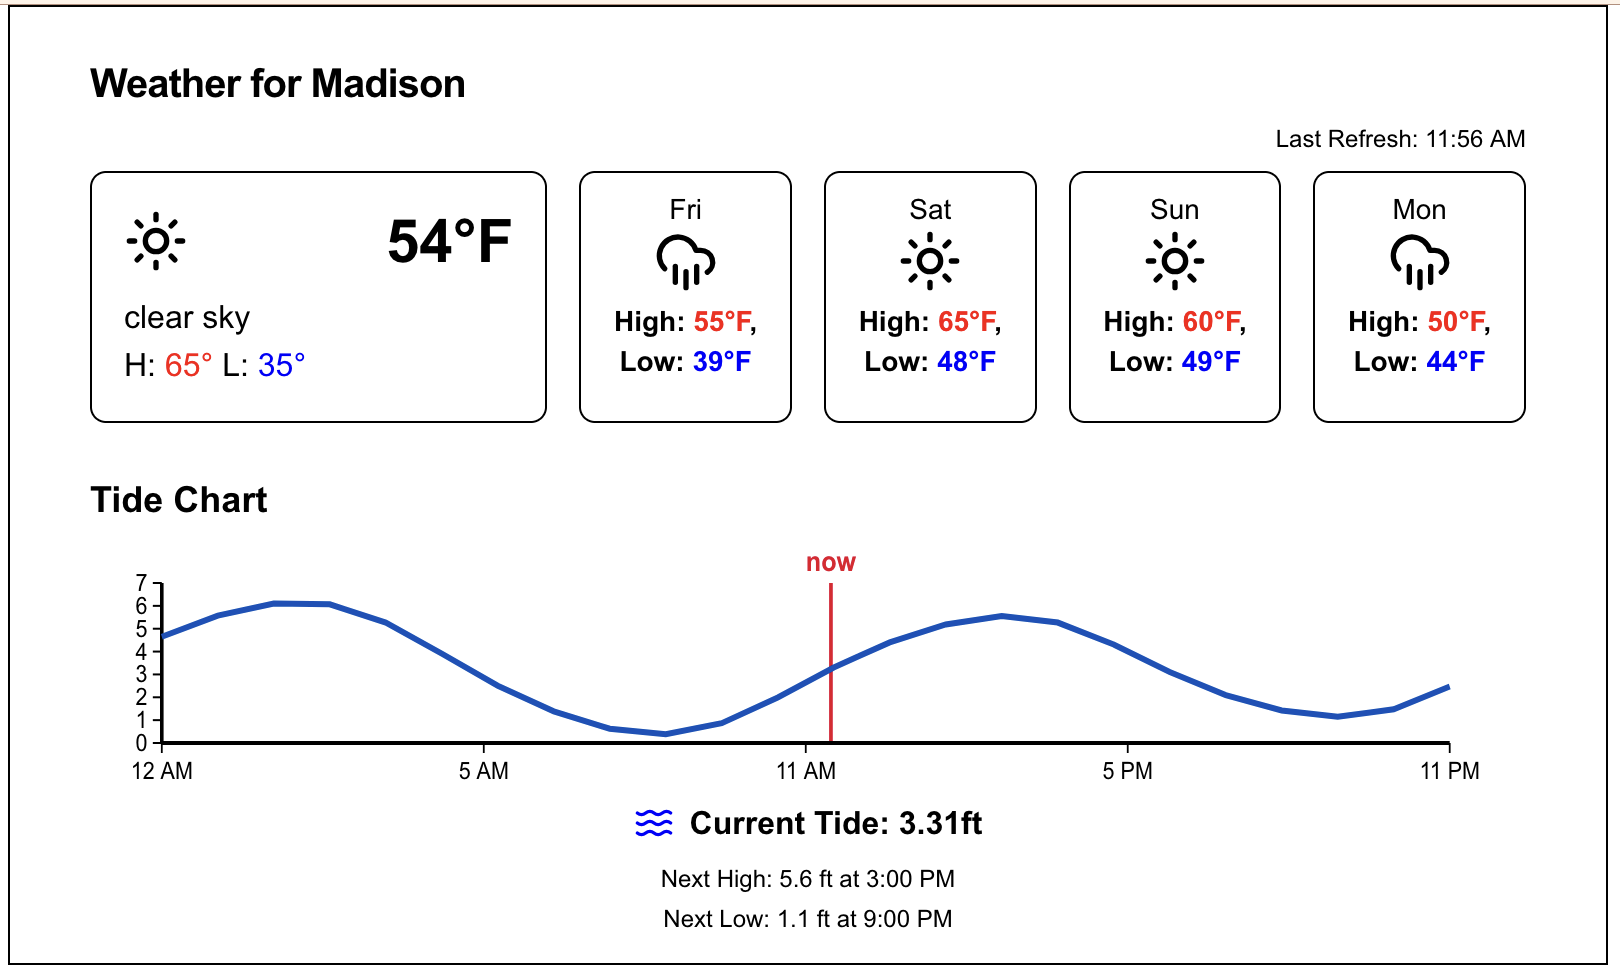 Weather for Madison
Last Refresh: 11:56 AM
54°F
clear sky
H: 65° L: 35°
Fri
High: 55°F,
Low: 39°F
Sat
High: 65°F,
Low: 48°F
Sun
High: 60°F,
Low: 49°F
Mon
High: 50°F,
Low: 44°F
Tide Chart
now
7
6
5
4
3
2
1
0
12 AM 5 AM 11 AM 5 PM 11 PM
Current Tide: 3.31ft
Next High: 5.6 ft at 3:00 PM
Next Low: 1.1 ft at 9:00 PM